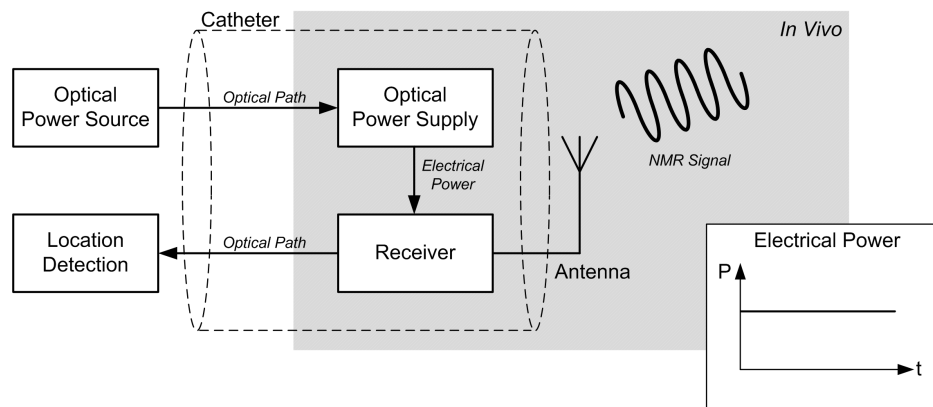 Catheter
In Vivo
Optical
Power Source
Optical Path
Optical
Power Supply
NMR Signal
Electrical
Power
Location
Detection
Optical Path
Receiver
Antenna
Electrical Power
P
t